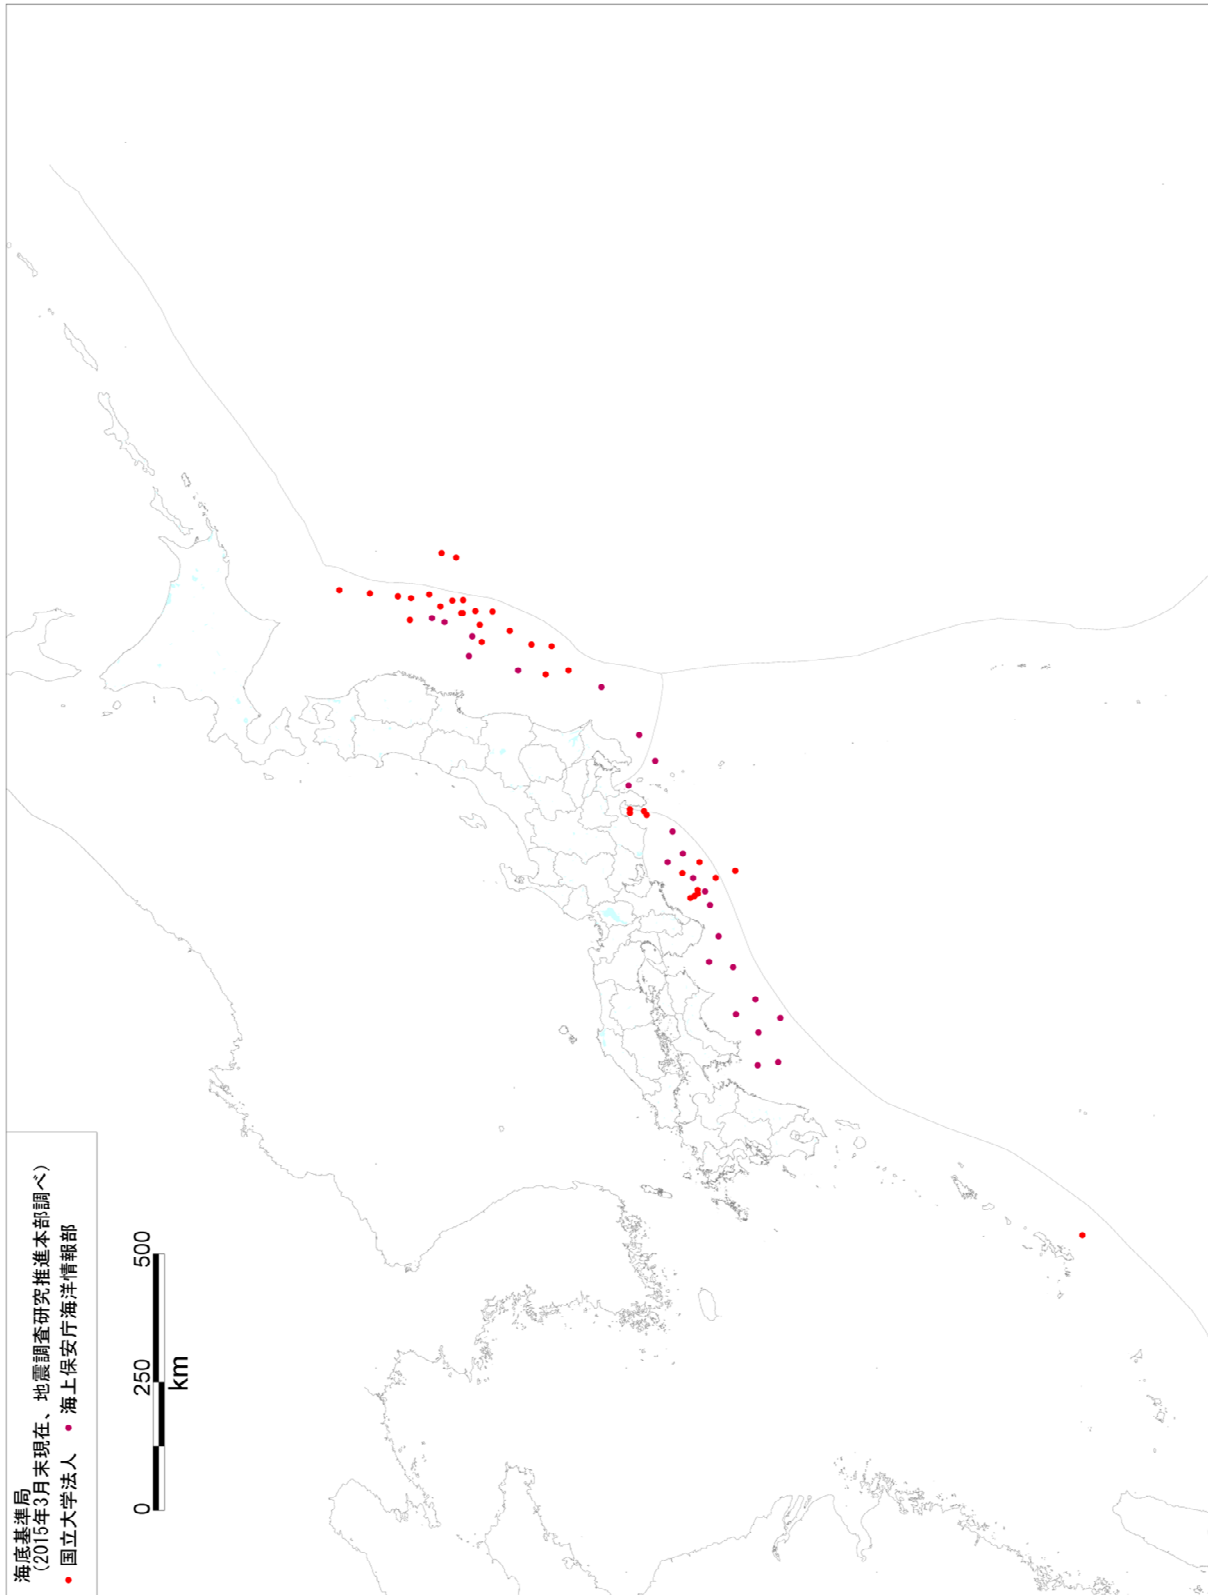 海底基準局
(2015年3月末現在、地震調査研究推進本部調べ)
国立大学法人 海上保安庁海洋情報部
0 250 500
km